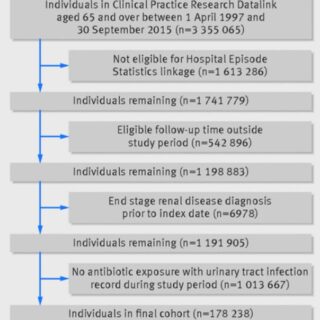 Individuals in Clinical Practice Research Datalink
aged 65 and over between 1 April 1997 and
30 September 2015 (n=3 355 065)
Not eligible for Hospital Episode
Statistics linkage (n=1 613 286)
Individuals remaining (n=1 741 779)
Eligible follow-up time outside
study period (n=542 896)
Individuals remaining (n=1 198 883)
End stage renal disease diagnosis
prior to index date (n=6978)
Individuals remaining (n=1 191 905)
No antibiotic exposure with urinary tract infection
record during study period (n=1 013 667)
Individuals in final cohort (n=178 238)